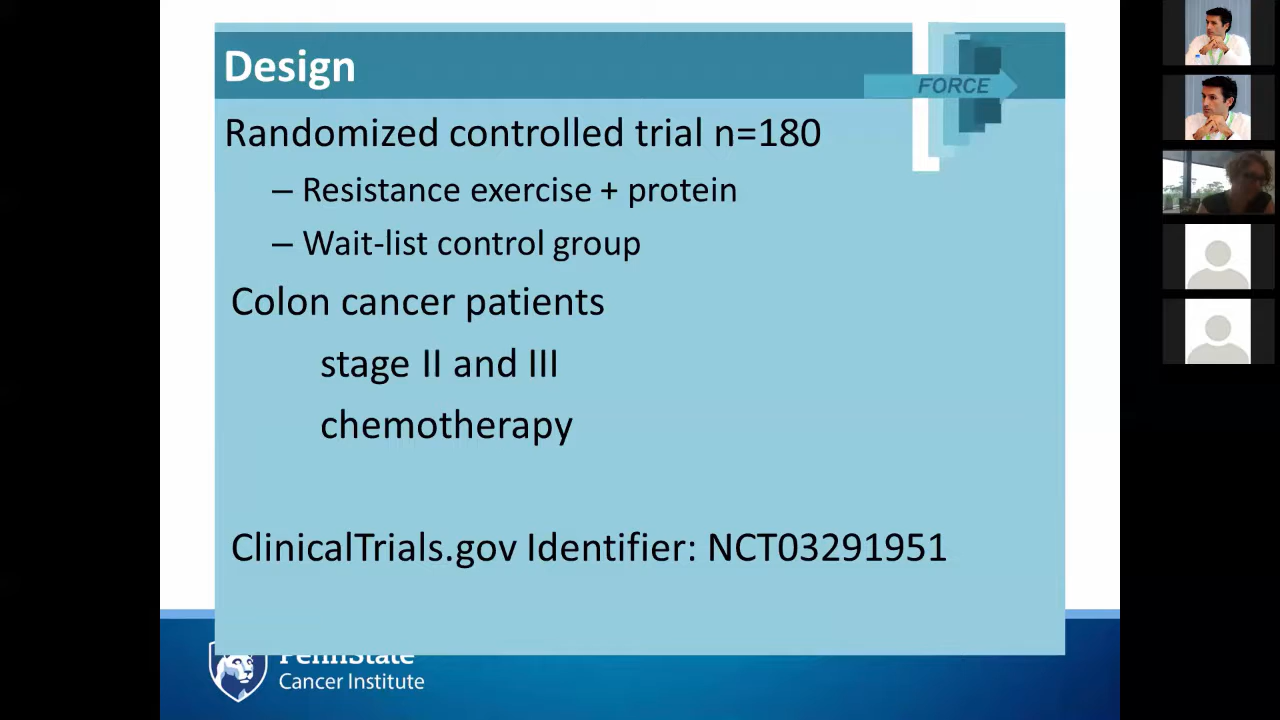 Design
FORCE
Randomized controlled trial n=180
– Resistance exercise + protein
– Wait-list control group
Colon cancer patients
stage II and III
chemotherapy
ClinicalTrials.gov Identifier: NCT03291951
PennState
Cancer Institute